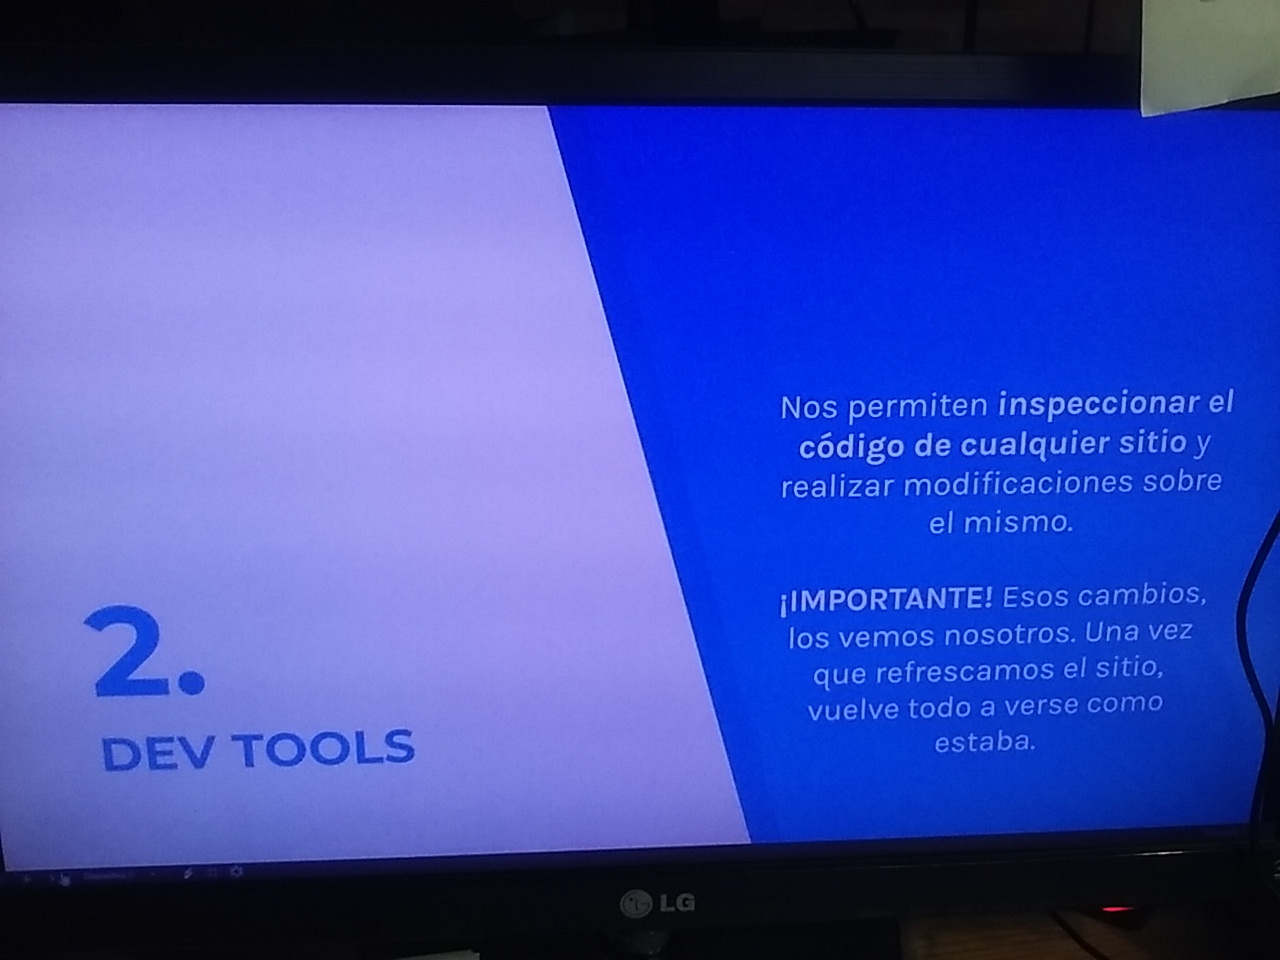 2.
DEV TOOLS
Nos permiten inspeccionar el
código de cualquier sitio y
realizar modificaciones sobre
el mismo.
¡IMPORTANTE! Esos cambios,
los vemos nosotros. Una vez
que refrescamos el sitio,
vuelve todo a verse como
estaba.
LG